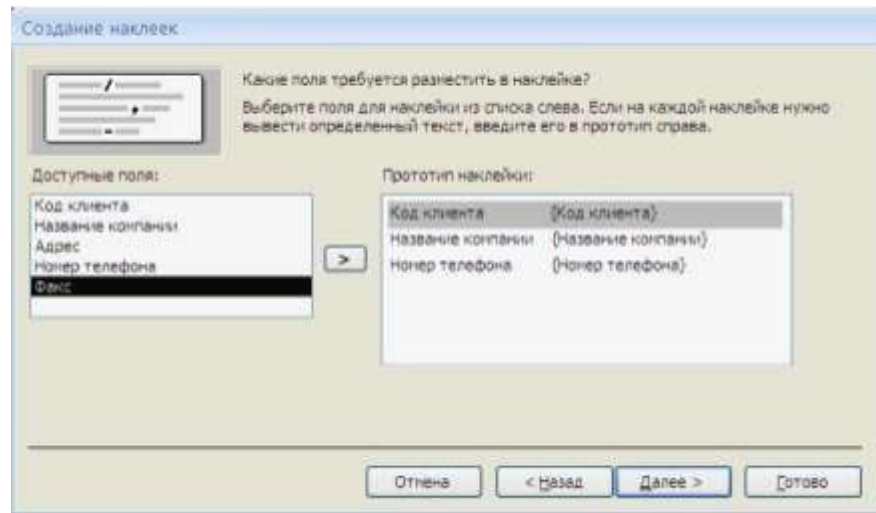 Создание наклеек
Какие поля требуется разместить в наклейке?
Выберите поля для наклейки из списка слева. Если на каждой наклейке нужно
вывести определенный текст, введите его в прототип справа.
Доступные поля:
Прототип наклейки:
Код клиента
Название компании
Адрес
Номер телефона
Факс
>
Код клиента {Код клиента}
Название компании {Название компании}
Номер телефона {Номер телефона}
Отмена
< Назад
Далее >
Готово